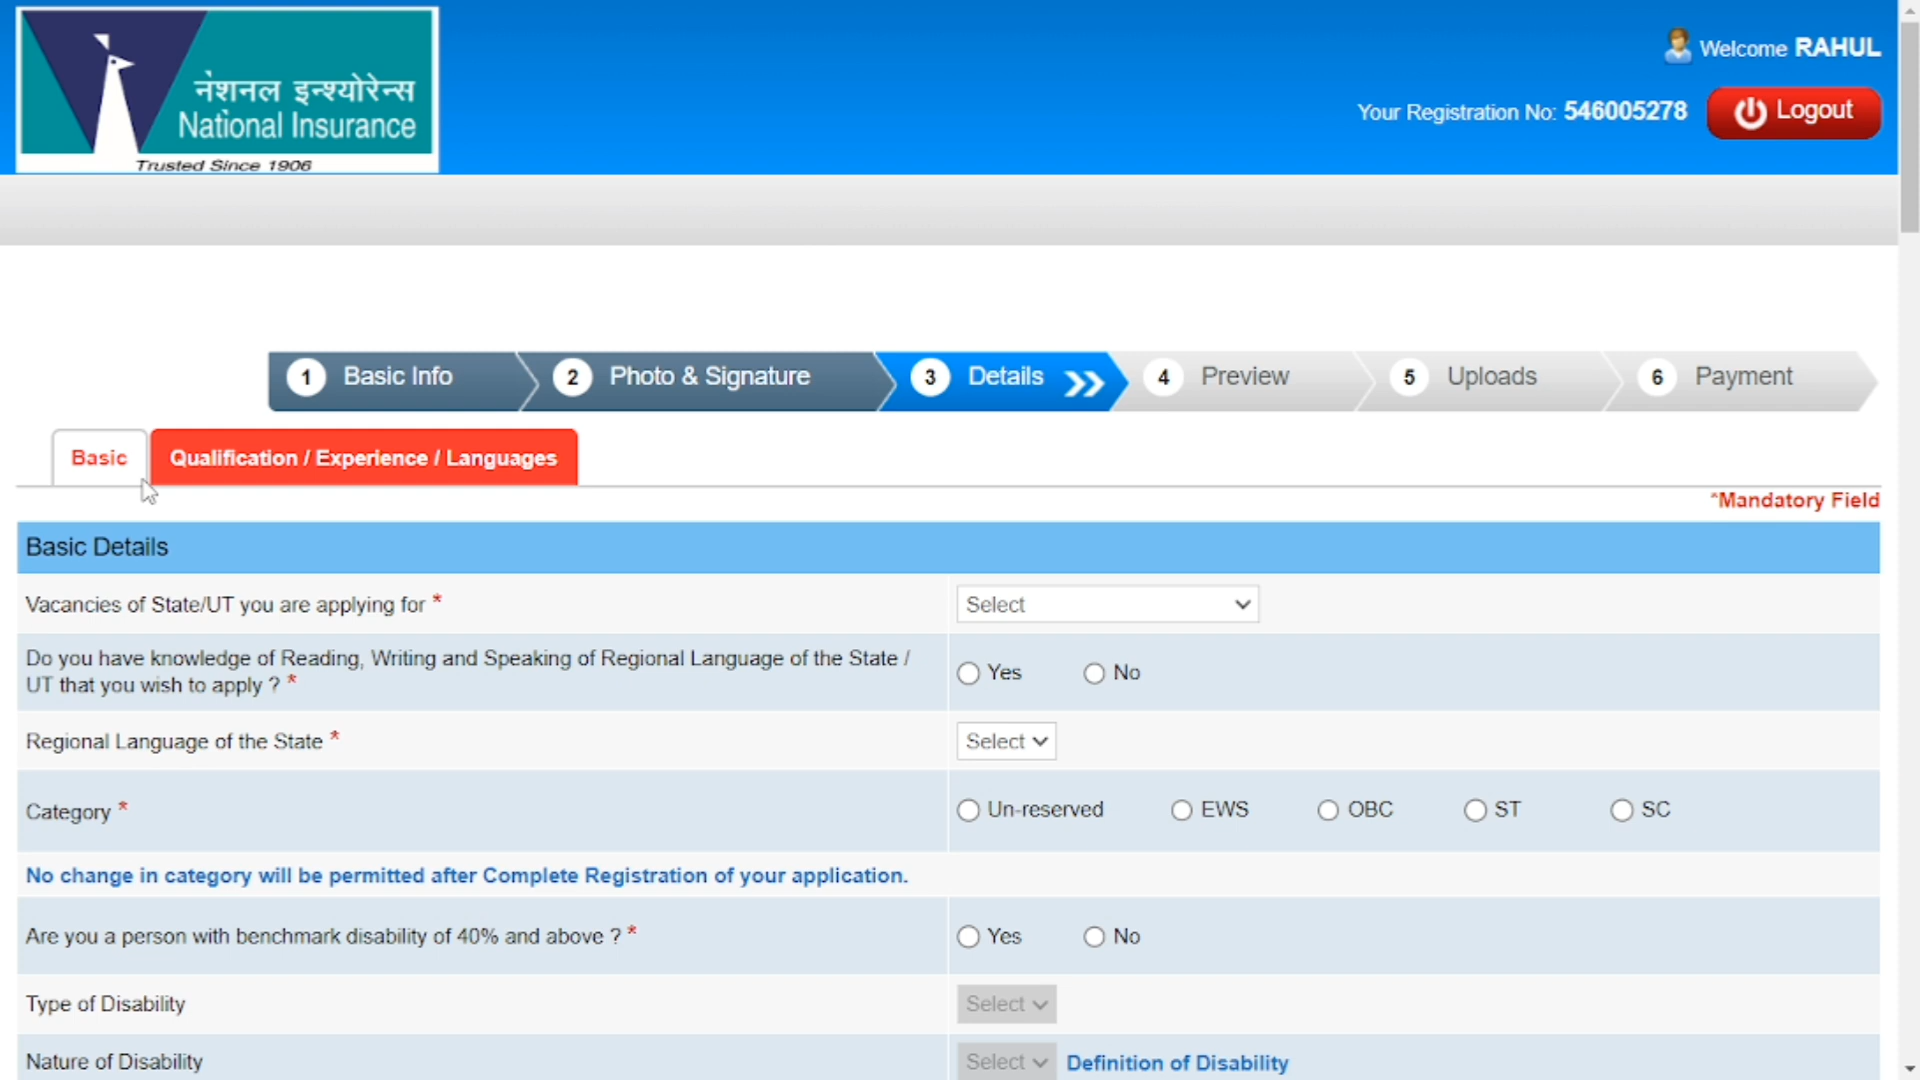 नेशनल इन्श्योरेन्स
National Insurance
Trusted Since 1906
Welcome RAHUL
Your Registration No: 546005278
Logout
1 Basic Info
2 Photo & Signature
3 Details
4 Preview
5 Uploads
6 Payment
Basic
Qualification / Experience / Languages
*Mandatory Field
Basic Details
Vacancies of State/UT you are applying for *
Select
Do you have knowledge of Reading, Writing and Speaking of Regional Language of the State /
UT that you wish to apply ? *
Yes No
Regional Language of the State *
Select
Category *
Un-reserved EWS OBC ST SC
No change in category will be permitted after Complete Registration of your application.
Are you a person with benchmark disability of 40% and above ? *
Yes No
Type of Disability
Select
Nature of Disability
Select Definition of Disability